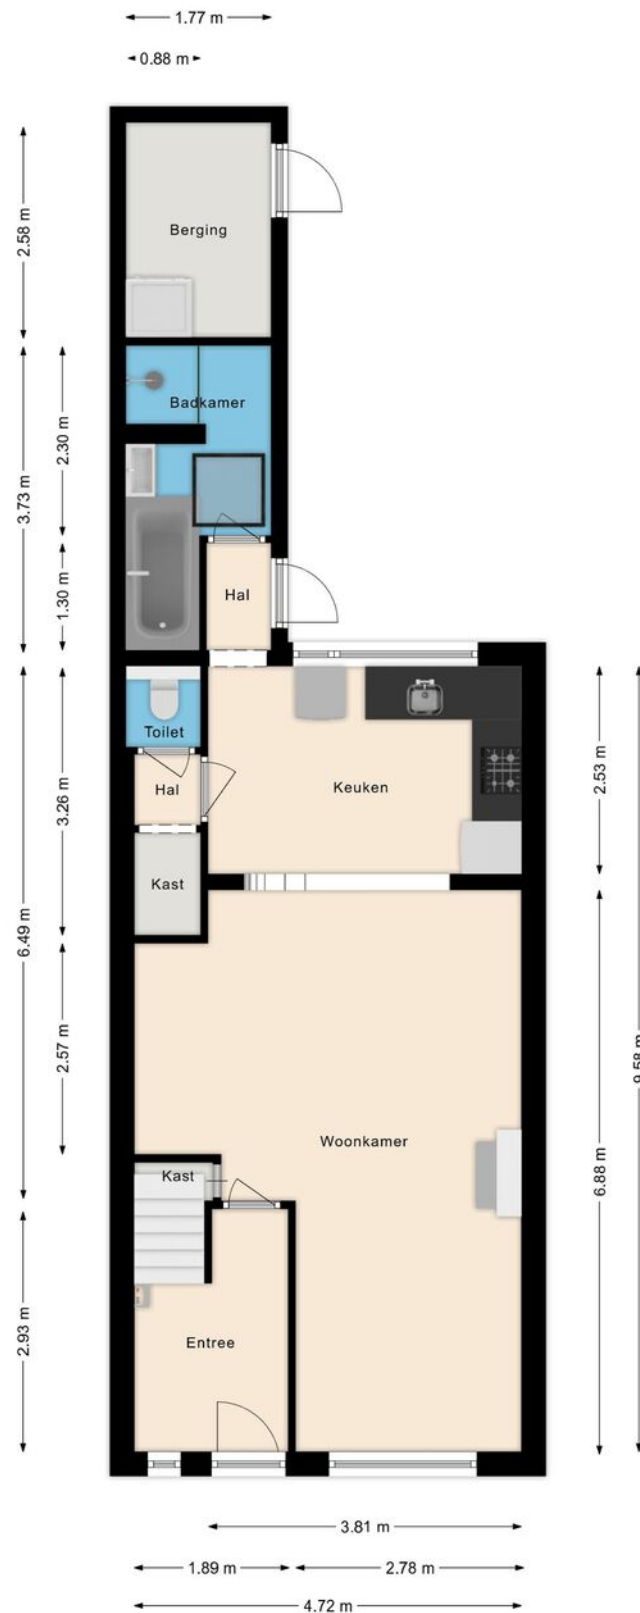 1.77 m
0.88 m
2.58 m
Berging
Badkamer
2.30 m
3.73 m
1.30 m
Hal
Toilet
Hal
Keuken
2.53 m
3.26 m
Kast
6.49 m
2.57 m
9.58 m
Woonkamer
6.88 m
Kast
2.93 m
Entree
3.81 m
1.89 m
2.78 m
4.72 m